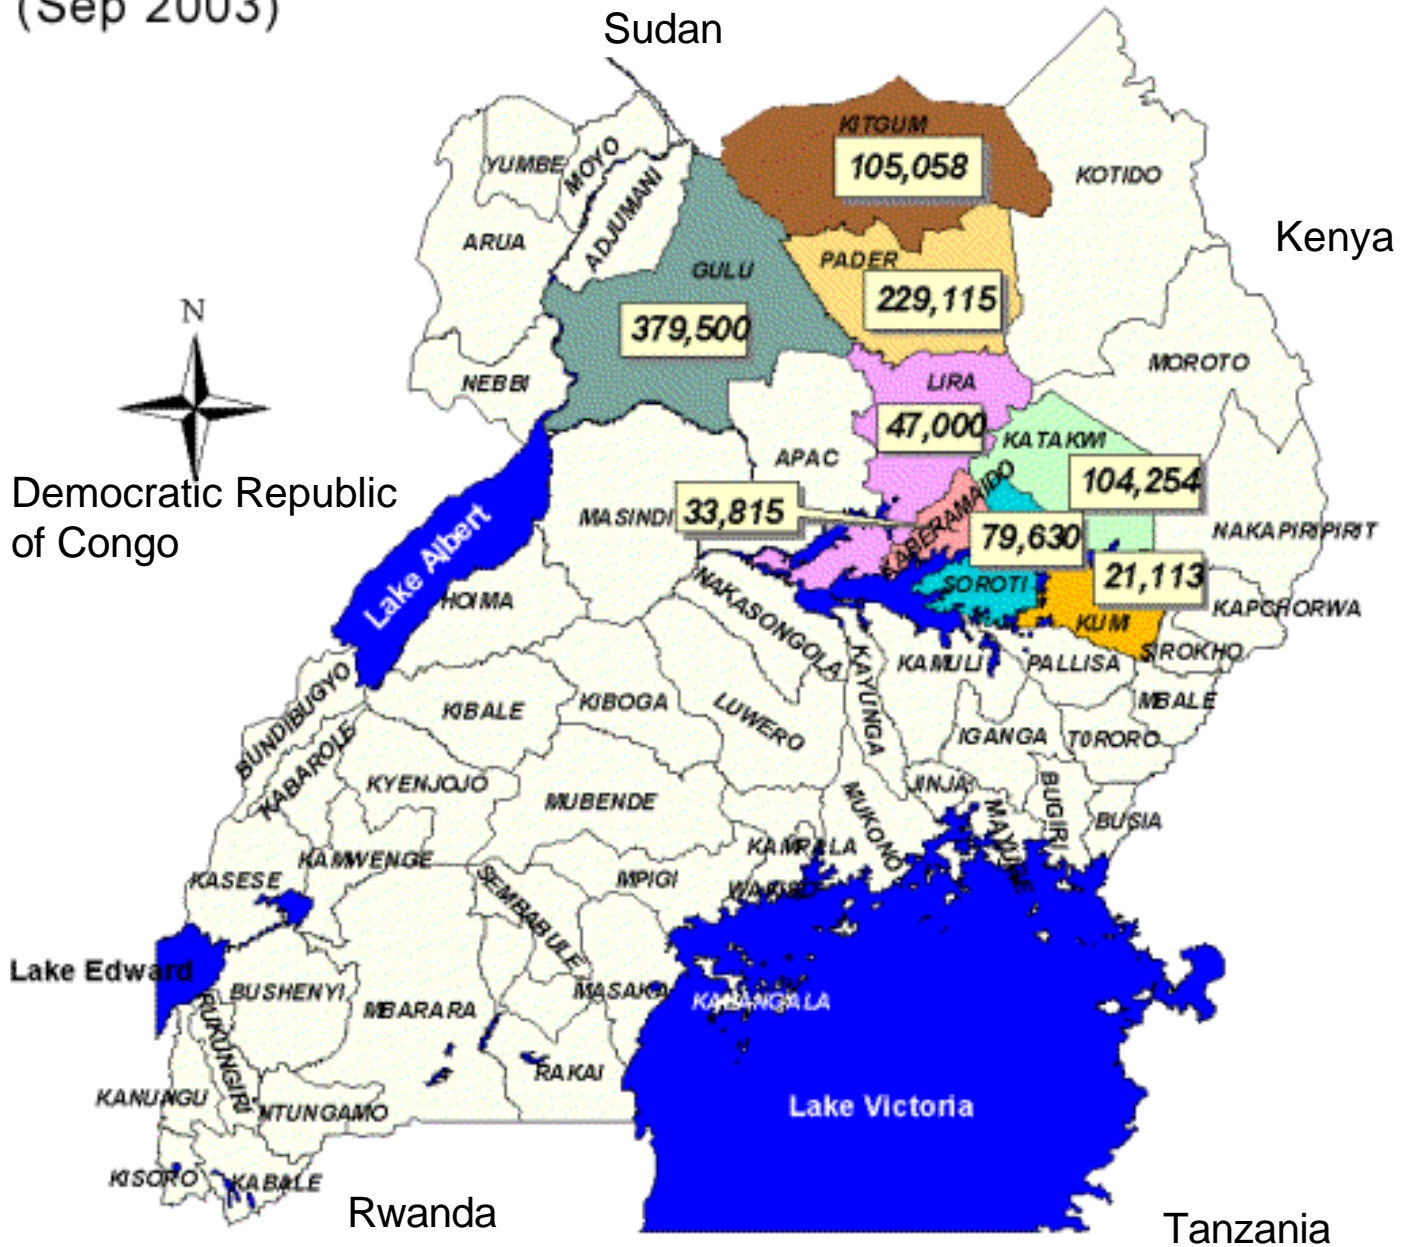 (Sep 2003)
Sudan
KITGUM
105,058
YUMBE
MOYO
KOTIDO
ADJUMANI
ARUA
Kenya
GULU
PADER
229,115
379,500
N
MOROTO
NEBBI
LIRA
47,000
KATAKWI
APAC
104,254
Democratic Republic
of Congo
MASINDI
33,815
KABERAMAIDO
79,630
NAKAPIRIPIRIT
Lake Albert
21,113
SOROTI
HOIMA
KAPCHORWA
NAKASONGOLA
KUMI
SIROKHO
KAYUNGA
KAMULI
PALLISA
MBALE
BUNDIBUGYO
KIBALE
KIBOGA
LUWERO
IGANGA
T0RORO
KABAROLE
KYENJOJO
JINJA
MUBENDE
MUKONO
MAYUGE
BUGIRI
BUSIA
KAMPALA
KAMWENGE
KASESE
SEMBABULE
MPIGI
WAKISO
Lake Edward
BUSHENYI
MBARARA
MASAKA
KALANGALA
RUKUNGIRI
RAKAI
KANUNGU
NTUNGAMO
Lake Victoria
KISORO
KABALE
Rwanda
Tanzania